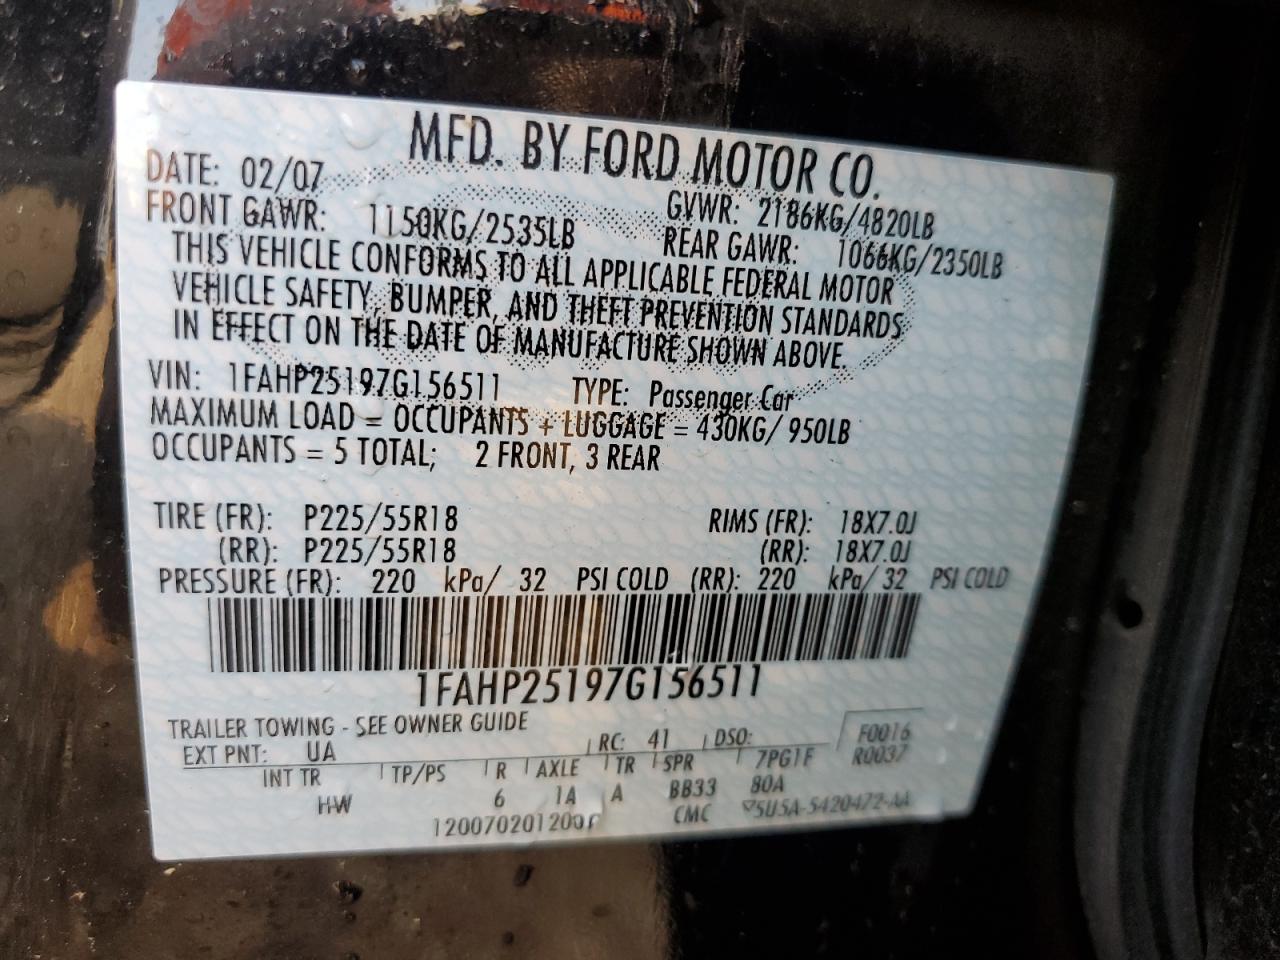 MFD. BY FORD MOTOR CO.
DATE: 02/07 GVWR: 2186KG/4820LB
FRONT GAWR: 1150KG/2535LB REAR GAWR: 1066KG/2350LB
THIS VEHICLE CONFORMS TO ALL APPLICABLE FEDERAL MOTOR
VEHICLE SAFETY, BUMPER, AND THEFT PREVENTION STANDARDS
IN EFFECT ON THE DATE OF MANUFACTURE SHOWN ABOVE.
VIN: 1FAHP25197G156511 TYPE: Passenger Car
MAXIMUM LOAD = OCCUPANTS + LUGGAGE = 430KG/ 950LB
OCCUPANTS = 5 TOTAL; 2 FRONT, 3 REAR
TIRE (FR): P225/55R18 RIMS (FR): 18X7.0J
(RR): P225/55R18 (RR): 18X7.0J
PRESSURE (FR): 220 kPa/ 32 PSI COLD (RR): 220 kPa/ 32 PSI COLD
1FAHP25197G156511
TRAILER TOWING - SEE OWNER GUIDE
EXT PNT: UA RC: 41 DSO: F0016
R0037
INT TR TP/PS R AXLE TR SPR 7PG1F
HW 6 1A A BB33 80A
CMC 5U5A-5420472-AA